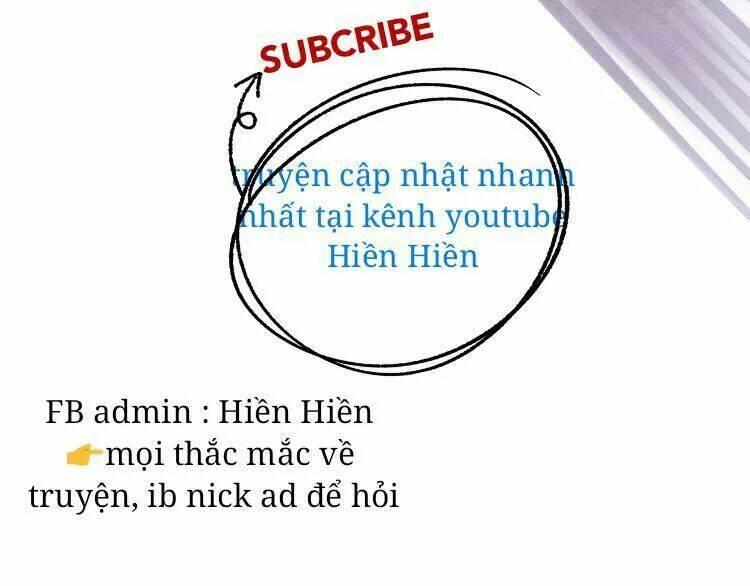 SUBCRIBE
truyện cập nhật nhanh
nhất tại kênh youtube
Hiền Hiền
FB admin : Hiền Hiền
👉mọi thắc mắc về
truyện, ib nick ad để hỏi